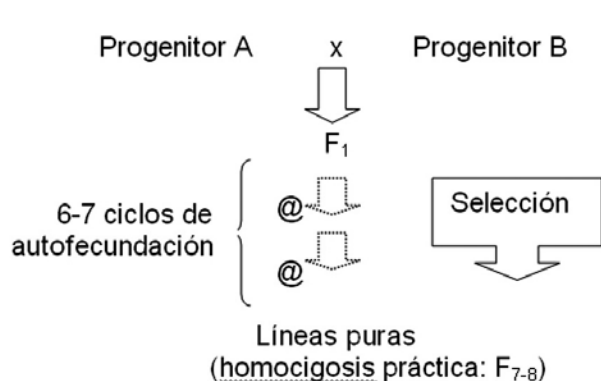 Progenitor A x Progenitor B
F1
@
6-7 ciclos de
autofecundación
Selección
@
Líneas puras
(homocigosis práctica: F7-8)